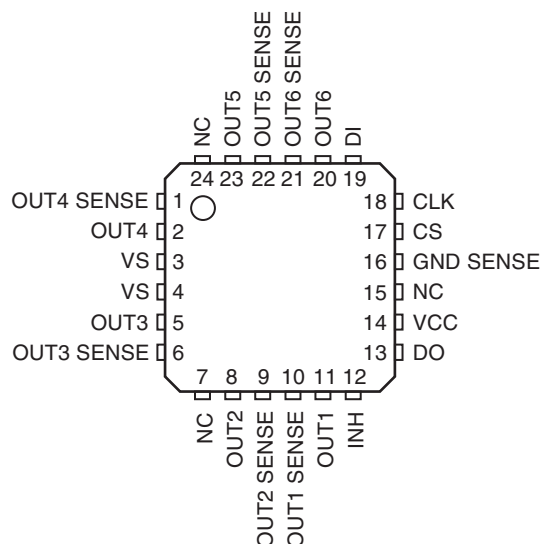 NC
OUT5
OUT5 SENSE
OUT6 SENSE
OUT6
DI
24 23 22 21 20 19
OUT4 SENSE 1 18 CLK
OUT4 2 17 CS
VS 3 16 GND SENSE
VS 4 15 NC
OUT3 5 14 VCC
OUT3 SENSE 6 13 DO
7 8 9 10 11 12
NC
OUT2
OUT2 SENSE
OUT1 SENSE
OUT1
INH